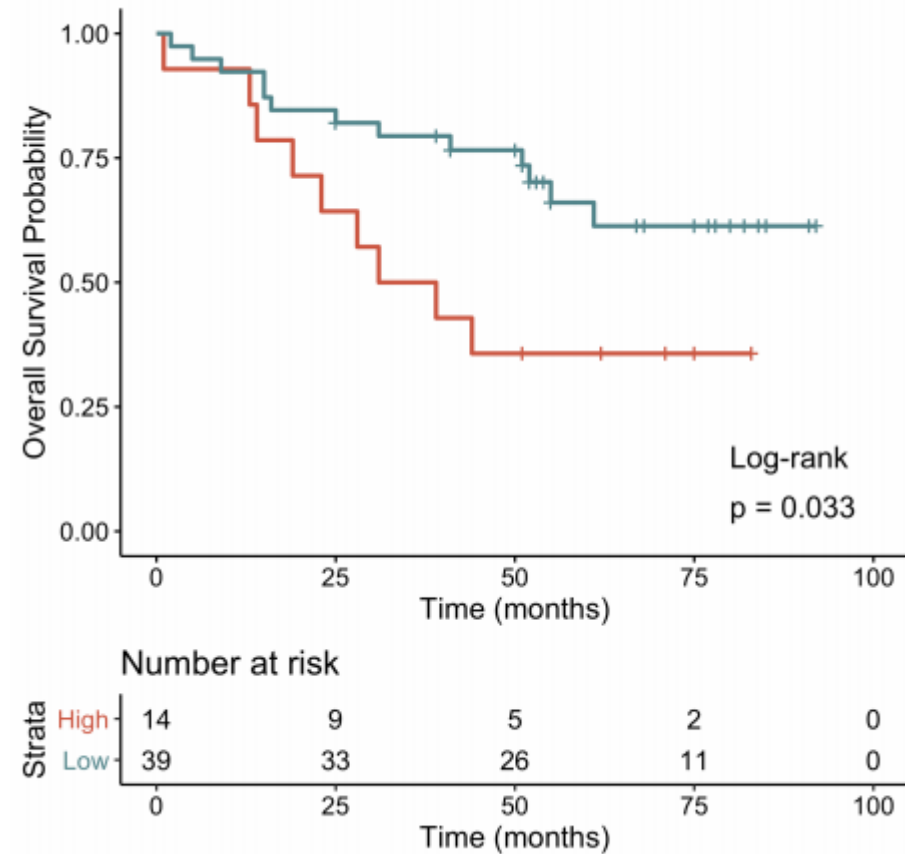 Overall Survival Probability
1.00
0.75
0.50
0.25
0.00
Log-rank
p = 0.033
0 25 50 75 100
Time (months)
Number at risk
Strata
High 14 9 5 2 0
Low 39 33 26 11 0
0 25 50 75 100
Time (months)